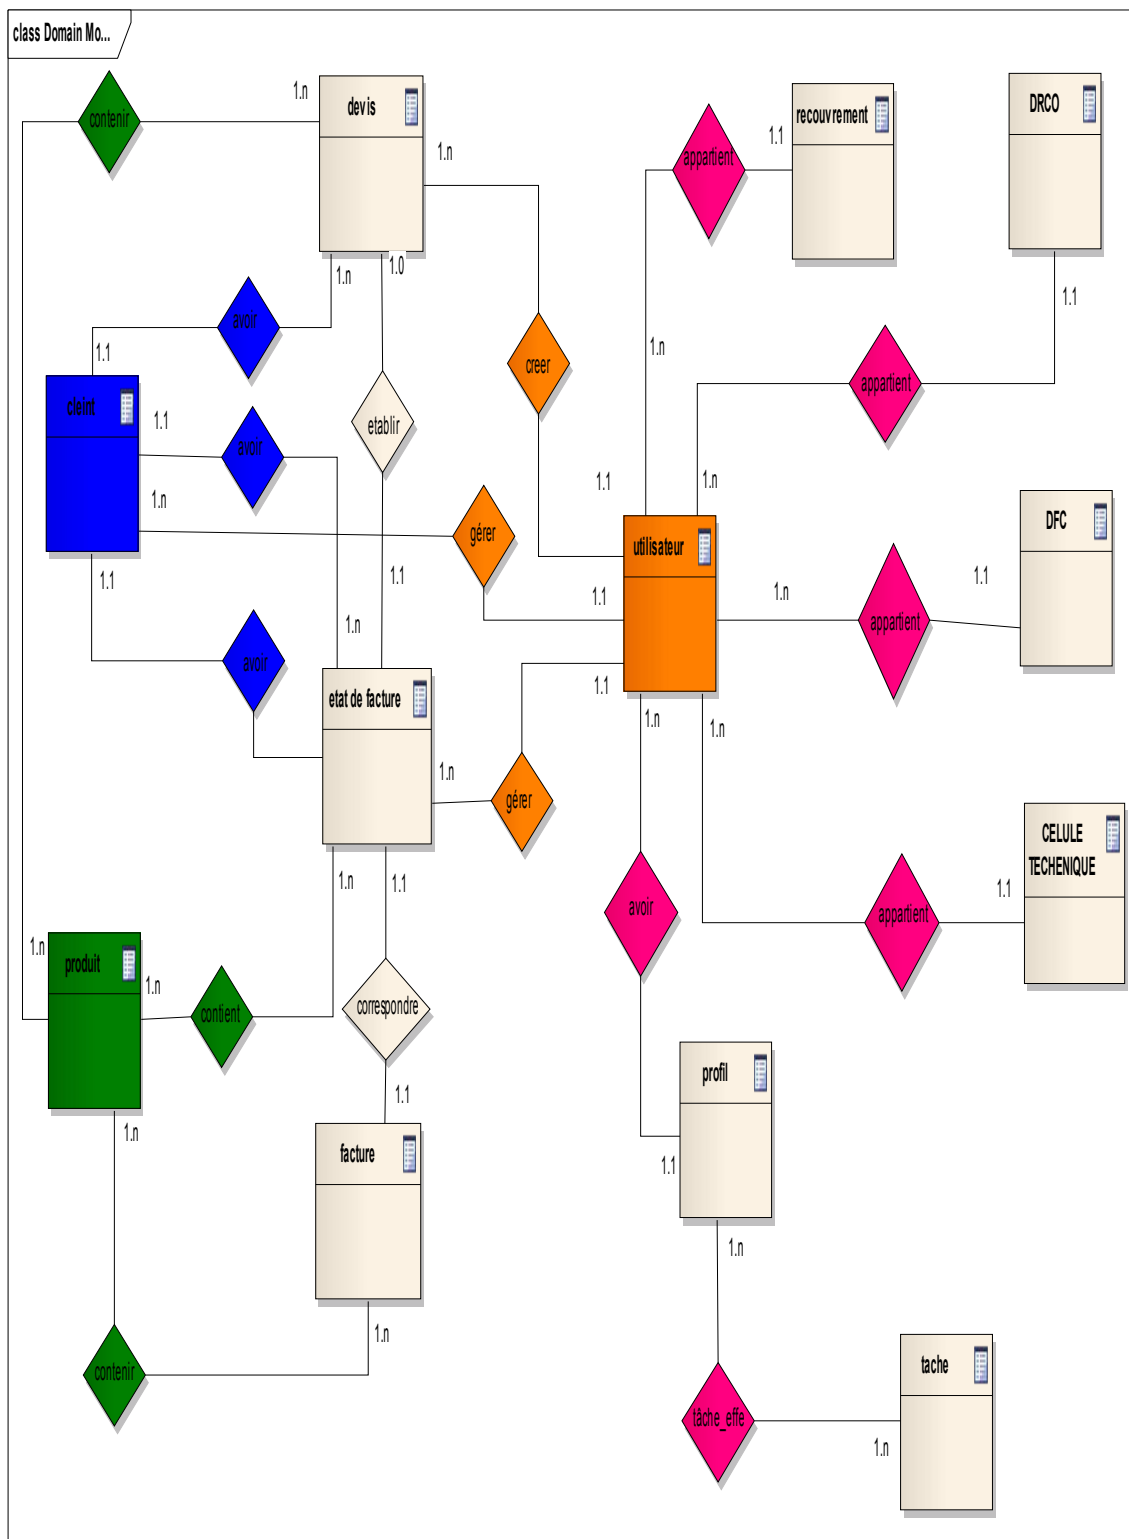 class Domain Mo...
1.n
contenir
devis
1.n
recouvrement
1.1
appartient
DRCO
1.n
1.0
1.1
avoir
1.1
creer
1.n
appartient
cleint
1.1
avoir
etablir
1.n
1.1
1.n
gérer
utilisateur
DFC
1.1
1.1
1.1
1.n
1.1
appartient
1.n
avoir
1.1
etat de facture
1.n
1.n
1.n
gérer
CELULE
TECHENIQUE
1.n
1.1
1.1
avoir
appartient
1.n
produit
1.n
contient
correspondre
profil
1.1
1.n
facture
1.1
1.n
1.n
contenir
tache
tâche_effe
1.n